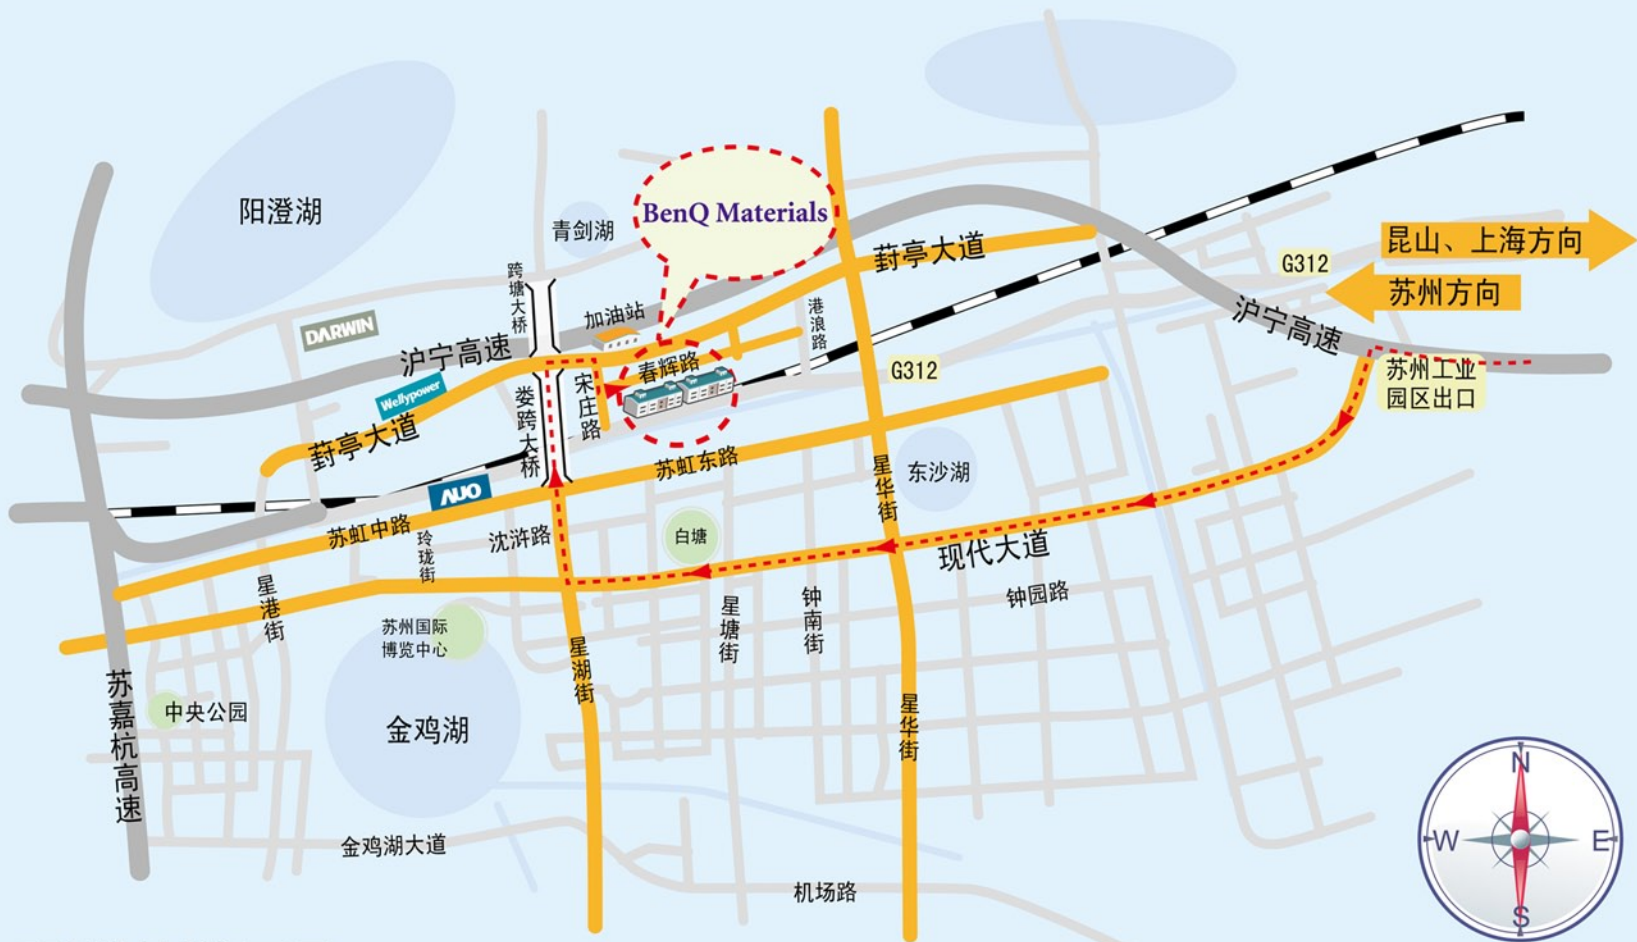 阳澄湖
青剑湖
BenQ Materials
跨塘大桥
加油站
葑亭大道
港浪路
G312
昆山、上海方向
苏州方向
DARWIN
沪宁高速
沪宁高速
Wellypower
宋庄路
春辉路
G312
苏州工业
园区出口
葑亭大道
娄跨大桥
AUO
苏虹东路
星华街
东沙湖
苏虹中路
玲珑街
沈浒路
白塘
现代大道
星港街
苏州国际
博览中心
星塘街
钟南街
钟园路
星湖街
苏嘉杭高速
中央公园
金鸡湖
星华街
金鸡湖大道
机场路
N
W
E
S